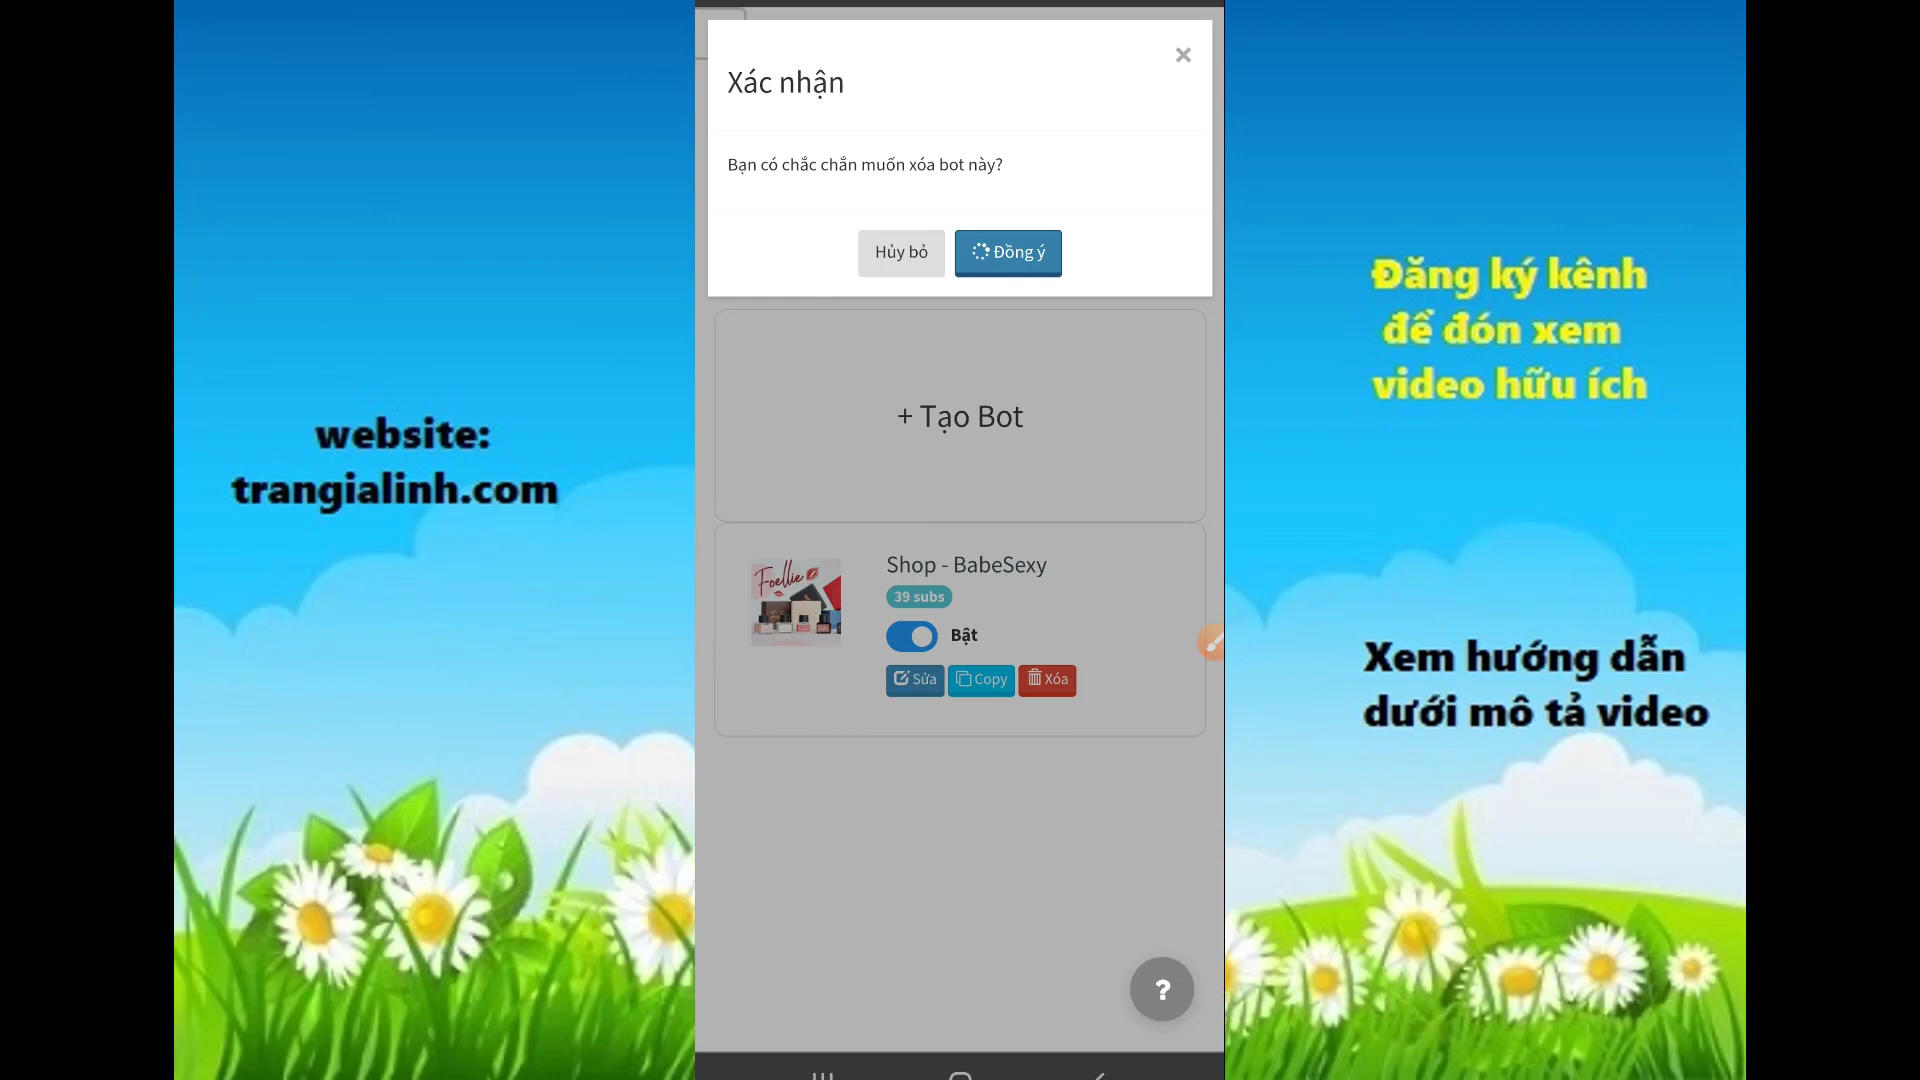 website:
trangialinh.com
Xác nhận
Bạn có chắc chắn muốn xóa bot này?
Hủy bỏ
Đồng ý
+ Tạo Bot
Foellie
Shop - BabeSexy
39 subs
Bật
Sửa
Copy
Xóa
?
Đăng ký kênh
để đón xem
video hữu ích
Xem hướng dẫn
dưới mô tả video